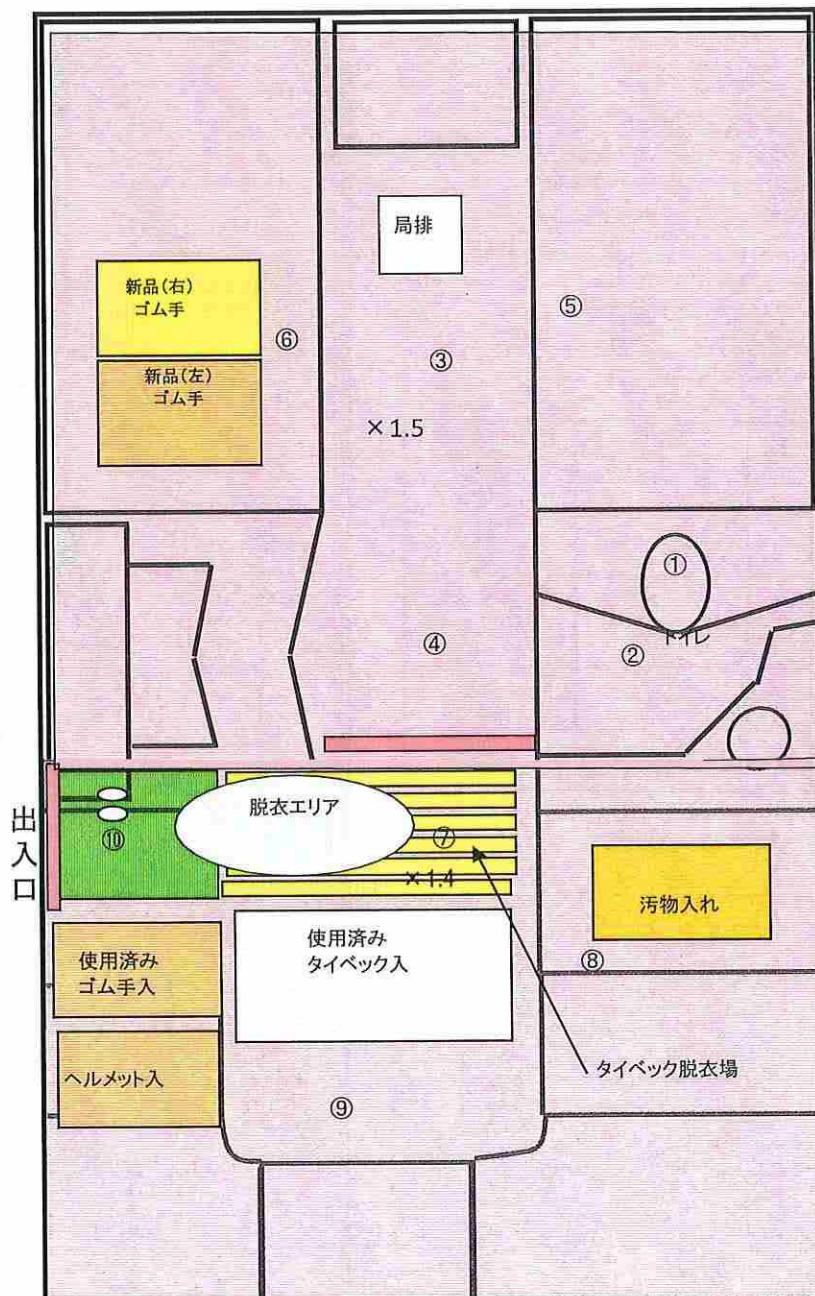 局排
新品(右)
ゴム手
⑥
⑤
③
新品(左)
ゴム手
×1.5
①
④
②
トイレ
出入口
脱衣エリア
⑩
⑦
×1.4
汚物入れ
使用済み
タイベック入
使用済み
ゴム手入
⑧
ヘルメット入
タイベック脱衣場
⑨